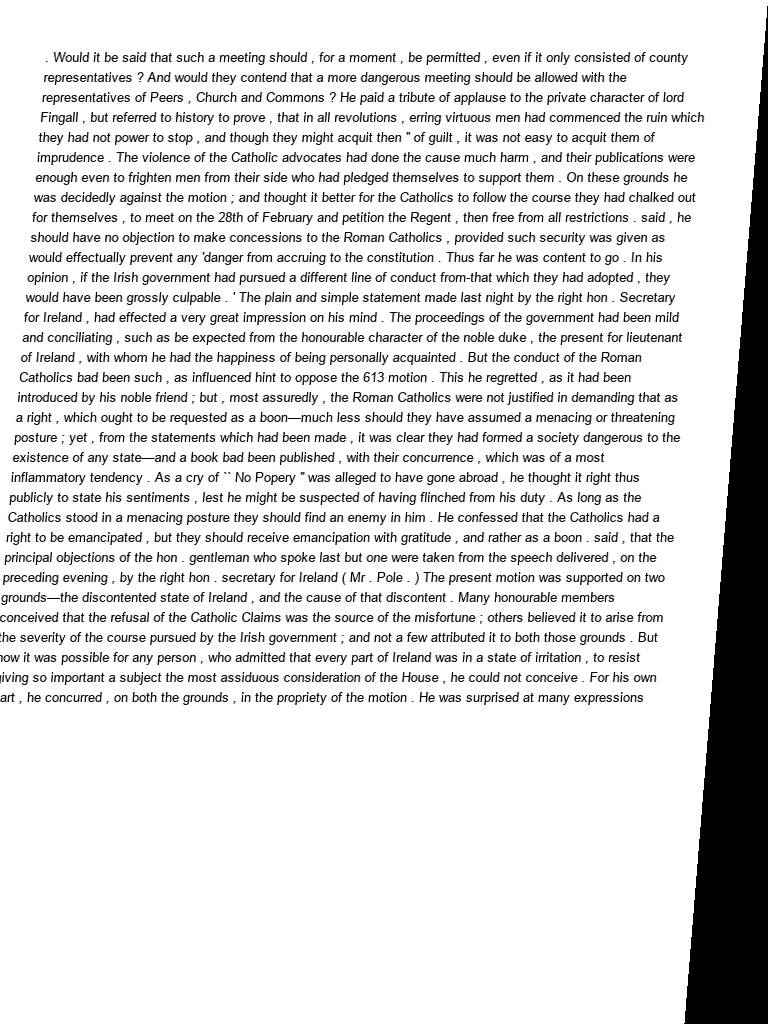 . Would it be said that such a meeting should , for a moment , be permitted , even if it only consisted of county
representatives ? And would they contend that a more dangerous meeting should be allowed with the
representatives of Peers , Church and Commons ? He paid a tribute of applause to the private character of lord
Fingall , but referred to history to prove , that in all revolutions , erring virtuous men had commenced the ruin which
they had not power to stop , and though they might acquit then " of guilt , it was not easy to acquit them of
imprudence . The violence of the Catholic advocates had done the cause much harm , and their publications were
enough even to frighten men from their side who had pledged themselves to support them . On these grounds he
was decidedly against the motion ; and thought it better for the Catholics to follow the course they had chalked out
for themselves , to meet on the 28th of February and petition the Regent , then free from all restrictions . said , he
should have no objection to make concessions to the Roman Catholics , provided such security was given as
would effectually prevent any 'danger from accruing to the constitution . Thus far he was content to go . In his
opinion , if the Irish government had pursued a different line of conduct from-that which they had adopted , they
would have been grossly culpable . ' The plain and simple statement made last night by the right hon . Secretary
for Ireland , had effected a very great impression on his mind . The proceedings of the government had been mild
and conciliating , such as be expected from the honourable character of the noble duke , the present for lieutenant
of Ireland , with whom he had the happiness of being personally acquainted . But the conduct of the Roman
Catholics bad been such , as influenced hint to oppose the 613 motion . This he regretted , as it had been
introduced by his noble friend ; but , most assuredly , the Roman Catholics were not justified in demanding that as
a right , which ought to be requested as a boon—much less should they have assumed a menacing or threatening
posture ; yet , from the statements which had been made , it was clear they had formed a society dangerous to the
existence of any state—and a book bad been published , with their concurrence , which was of a most
inflammatory tendency . As a cry of `` No Popery " was alleged to have gone abroad , he thought it right thus
publicly to state his sentiments , lest he might be suspected of having flinched from his duty . As long as the
Catholics stood in a menacing posture they should find an enemy in him . He confessed that the Catholics had a
right to be emancipated , but they should receive emancipation with gratitude , and rather as a boon . said , that the
principal objections of the hon . gentleman who spoke last but one were taken from the speech delivered , on the
preceding evening , by the right hon . secretary for Ireland ( Mr . Pole . ) The present motion was supported on two
grounds—the discontented state of Ireland , and the cause of that discontent . Many honourable members
conceived that the refusal of the Catholic Claims was the source of the misfortune ; others believed it to arise from
the severity of the course pursued by the Irish government ; and not a few attributed it to both those grounds . But
how it was possible for any person , who admitted that every part of Ireland was in a state of irritation , to resist
giving so important a subject the most assiduous consideration of the House , he could not conceive . For his own
art , he concurred , on both the grounds , in the propriety of the motion . He was surprised at many expressions